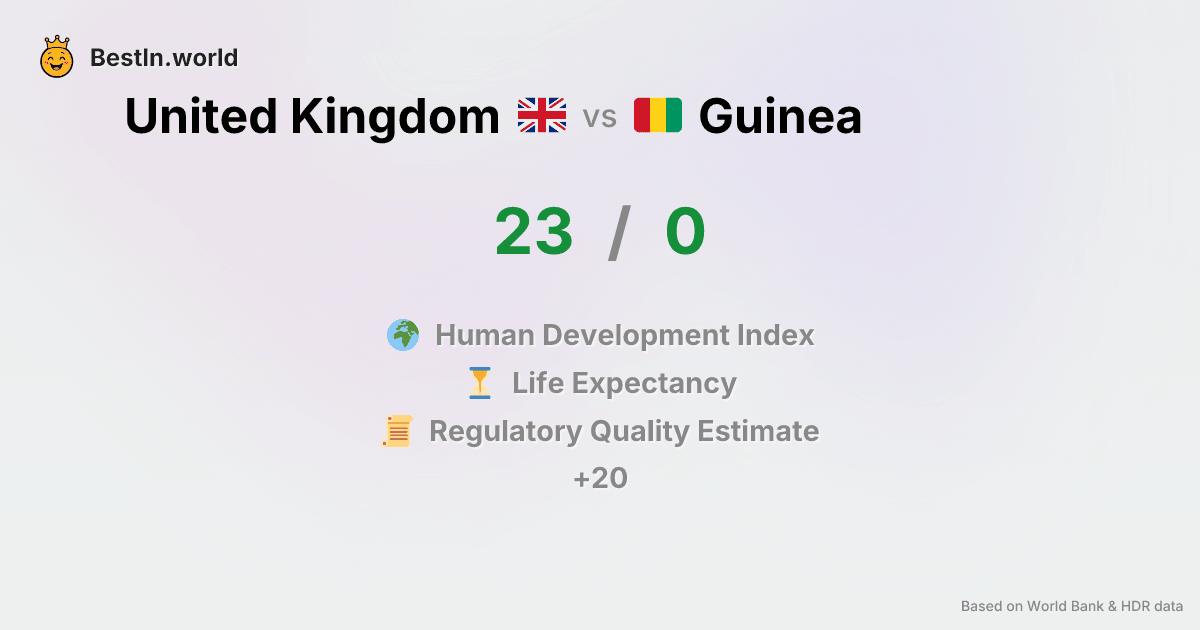 BestIn.world
United Kingdom vs Guinea
23 / 0
Human Development Index
Life Expectancy
Regulatory Quality Estimate
+20
Based on World Bank & HDR data